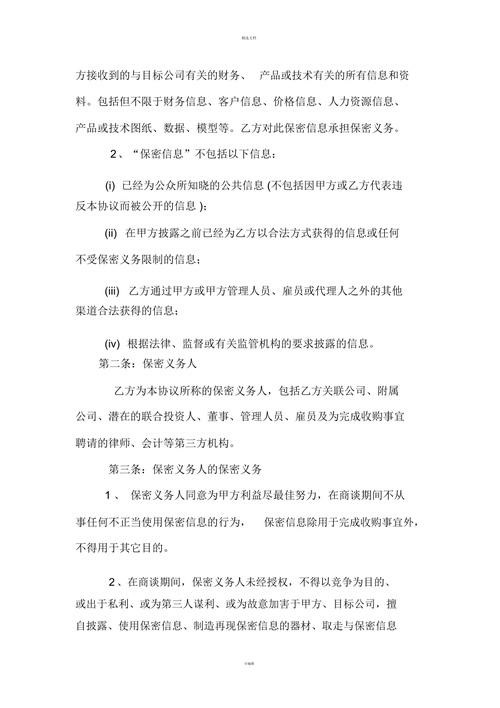 精品文档
方接收到的与目标公司有关的财务、 产品或技术有关的所有信息和资
料。包括但不限于财务信息、客户信息、价格信息、人力资源信息、
产品或技术图纸、数据、模型等。乙方对此保密信息承担保密义务。
2、“保密信息”不包括以下信息：
(i) 已经为公众所知晓的公共信息 (不包括因甲方或乙方代表违
反本协议而被公开的信息 )；
(ii) 在甲方披露之前已经为乙方以合法方式获得的信息或任何
不受保密义务限制的信息；
(iii) 乙方通过甲方或甲方管理人员、雇员或代理人之外的其他
渠道合法获得的信息；
(iv) 根据法律、监督或有关监管机构的要求披露的信息。
第二条：保密义务人
乙方为本协议所称的保密义务人，包括乙方关联公司、附属
公司、潜在的联合投资人、董事、管理人员、雇员及为完成收购事宜
聘请的律师、会计等第三方机构。
第三条：保密义务人的保密义务
1 、 保密义务人同意为甲方利益尽最佳努力，在商谈期间不从
事任何不正当使用保密信息的行为， 保密信息除用于完成收购事宜外，
不得用于其它目的。
2、在商谈期间，保密义务人未经授权，不得以竞争为目的、
或出于私利、或为第三人谋利、或为故意加害于甲方、目标公司，擅
自披露、使用保密信息、制造再现保密信息的器材、取走与保密信息